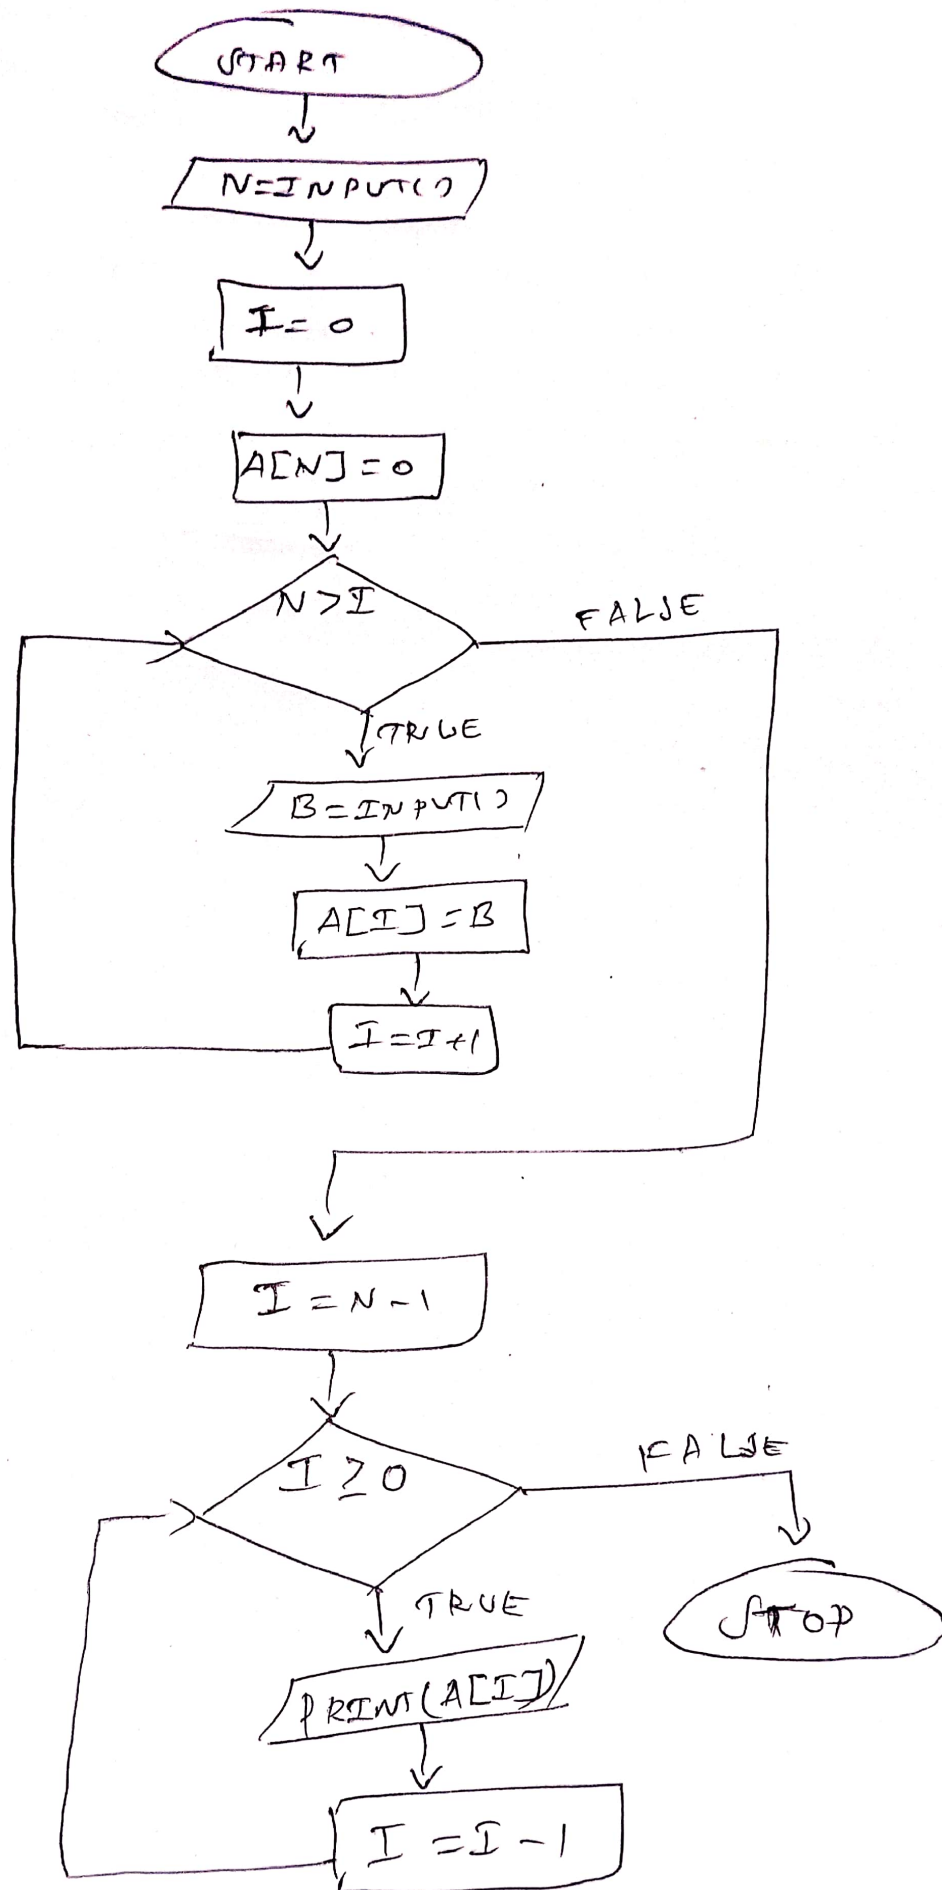 START
N=INPUT()
I=0
A[N]=0
N>I
FALSE
TRUE
B=INPUT()
A[I]=B
I=I+1
I=N-1
I≥0
FALSE
TRUE
STOP
PRINT(A[I])
I=I-1